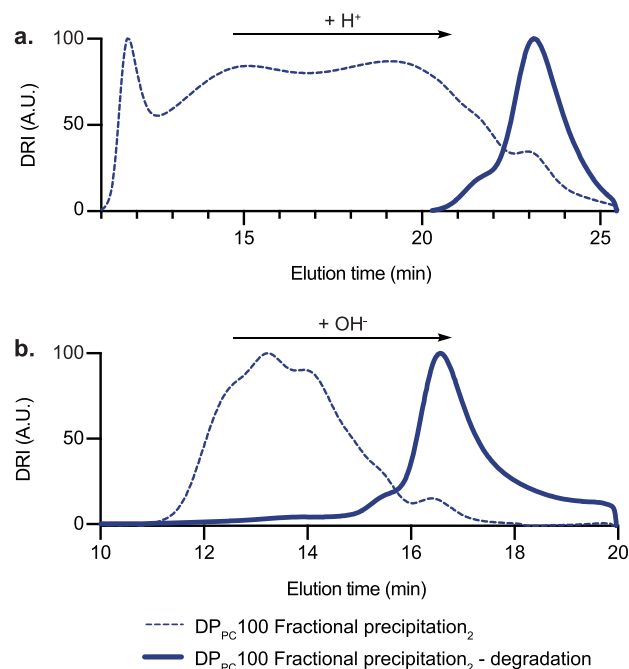 a.
+ H⁺
100
50
0
DRI (A.U.)
15 20 25
Elution time (min)
b.
+ OH⁻
100
50
0
DRI (A.U.)
10 12 14 16 18 20
Elution time (min)
DP_PC100 Fractional precipitation₂
DP_PC100 Fractional precipitation₂ - degradation